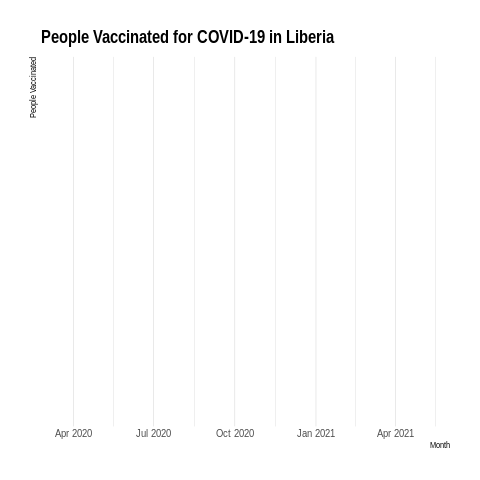 People Vaccinated for COVID-19 in Liberia
People Vaccinated
Apr 2020
Jul 2020
Oct 2020
Jan 2021
Apr 2021
Month